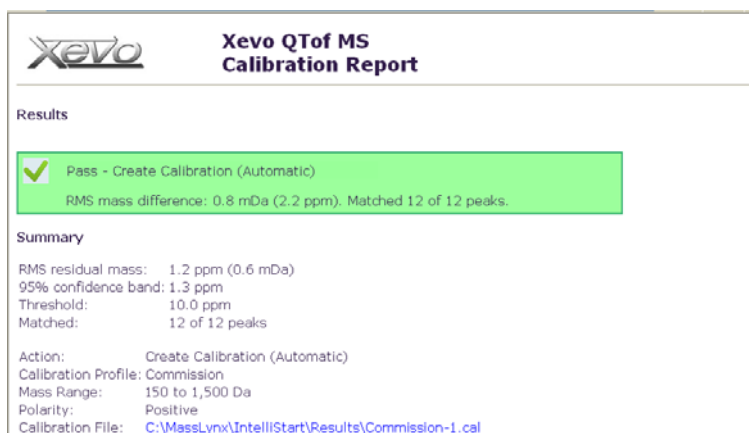 Xevo
Xevo QTof MS
Calibration Report
Results
Pass - Create Calibration (Automatic)
RMS mass difference: 0.8 mDa (2.2 ppm). Matched 12 of 12 peaks.
Summary
RMS residual mass: 1.2 ppm (0.6 mDa)
95% confidence band: 1.3 ppm
Threshold: 10.0 ppm
Matched: 12 of 12 peaks
Action: Create Calibration (Automatic)
Calibration Profile: Commission
Mass Range: 150 to 1,500 Da
Polarity: Positive
Calibration File: C:\MassLynx\IntelliStart\Results\Commission-1.cal